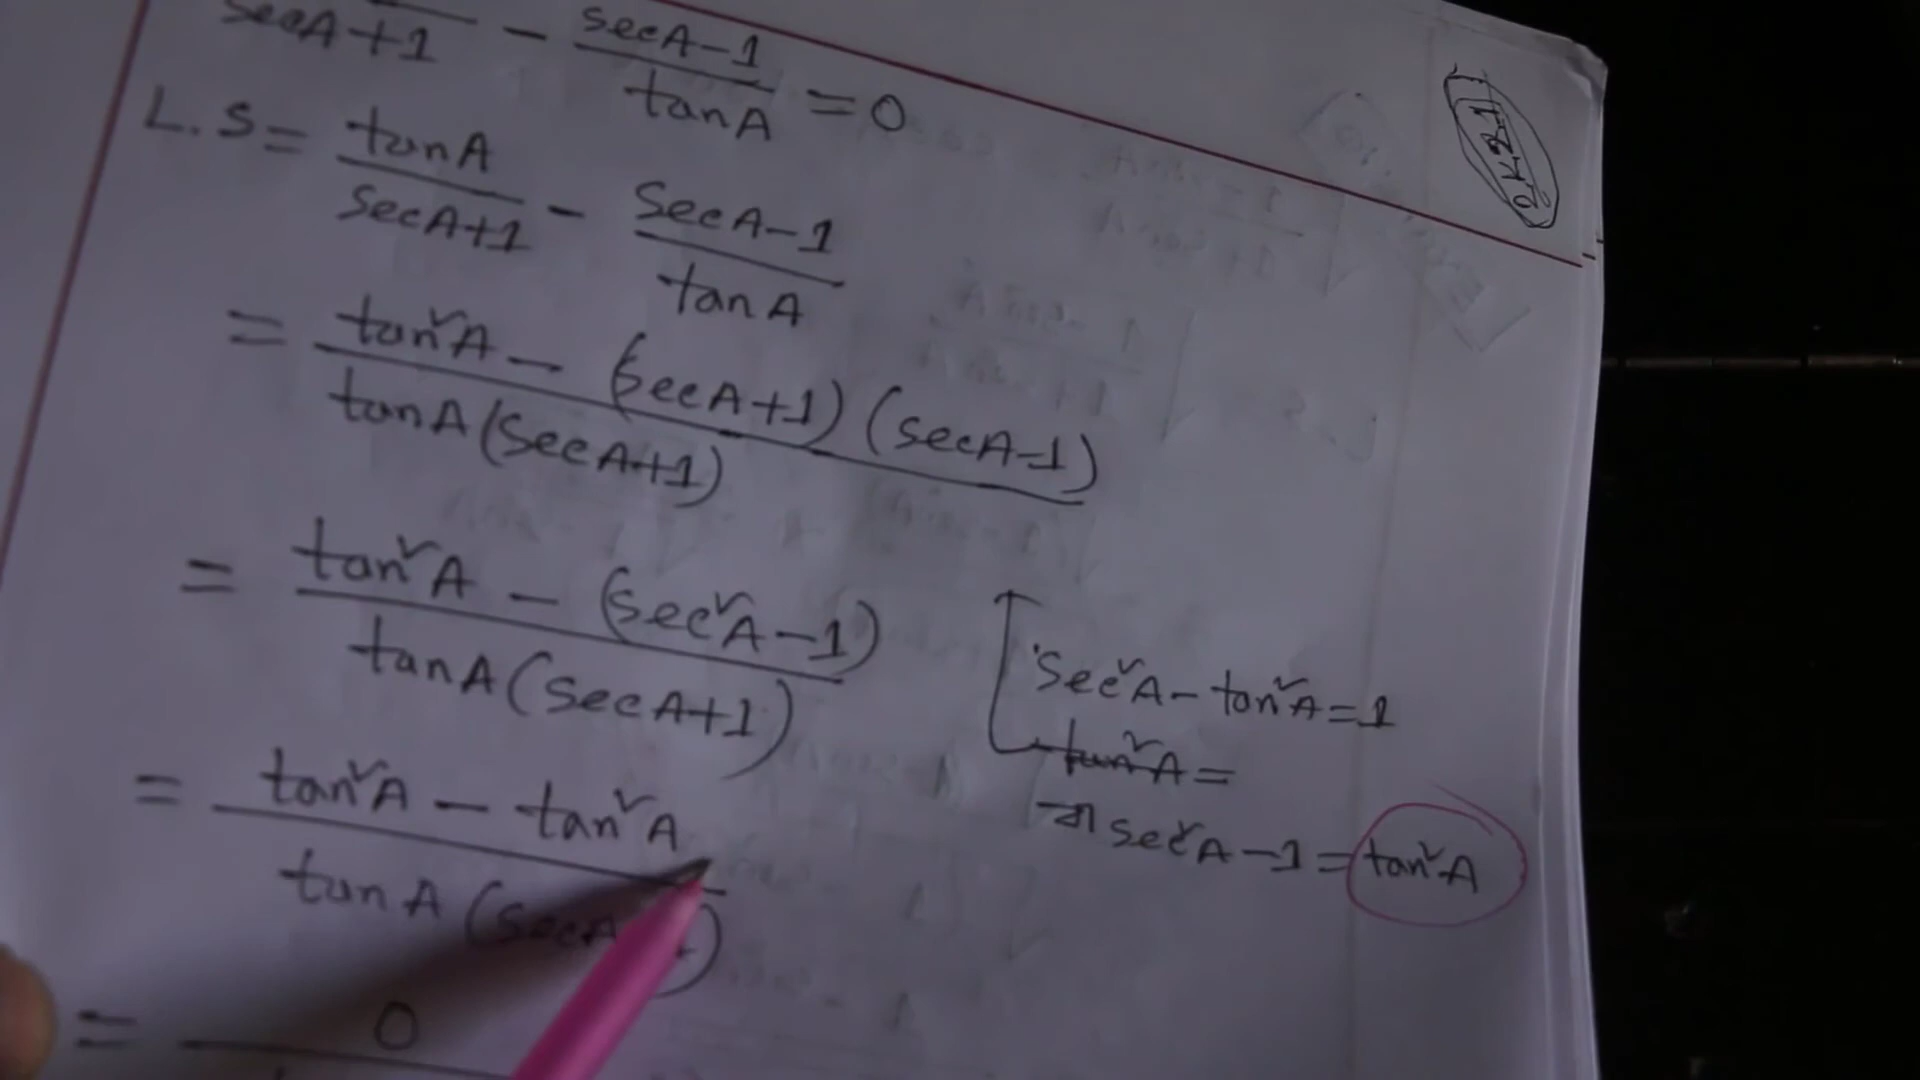 secA+1 - secA-1/tanA = 0
L.S = tanA/secA+1 - secA-1/tanA
= tan²A - (secA+1)(secA-1)/tanA(secA+1)
= tan²A - (sec²A-1)/tanA(secA+1)
sec²A - tan²A = 1
tan²A =
বা sec²A - 1 = tan²A
= tan²A - tan²A/tanA(secA
= 0